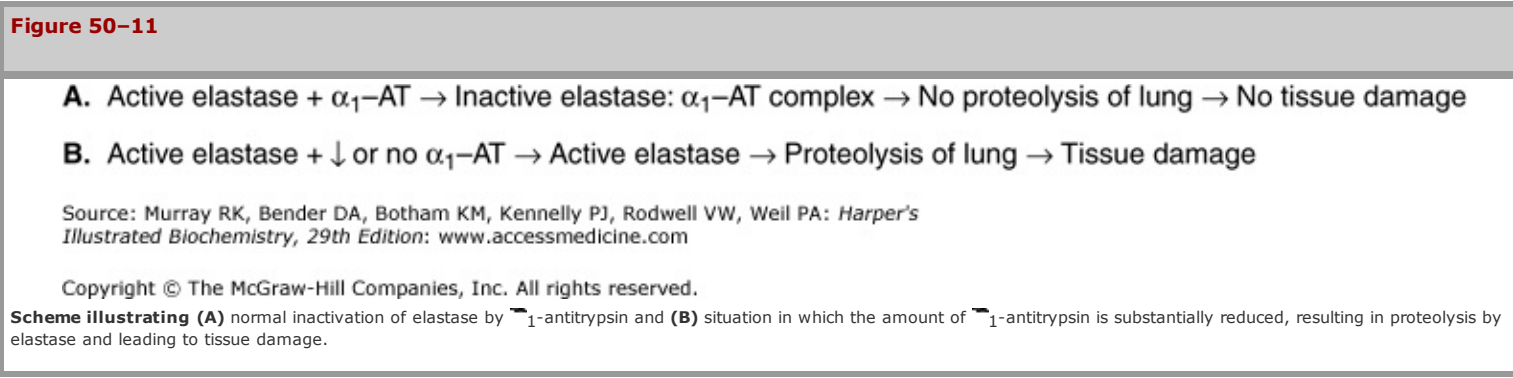 Figure 50–11
A. Active elastase + α₁–AT → Inactive elastase: α₁–AT complex → No proteolysis of lung → No tissue damage
B. Active elastase + ↓ or no α₁–AT → Active elastase → Proteolysis of lung → Tissue damage
Source: Murray RK, Bender DA, Botham KM, Kennelly PJ, Rodwell VW, Weil PA: Harper's
Illustrated Biochemistry, 29th Edition: www.accessmedicine.com
Copyright © The McGraw-Hill Companies, Inc. All rights reserved.
Scheme illustrating (A) normal inactivation of elastase by ₁-antitrypsin and (B) situation in which the amount of ₁-antitrypsin is substantially reduced, resulting in proteolysis by
elastase and leading to tissue damage.